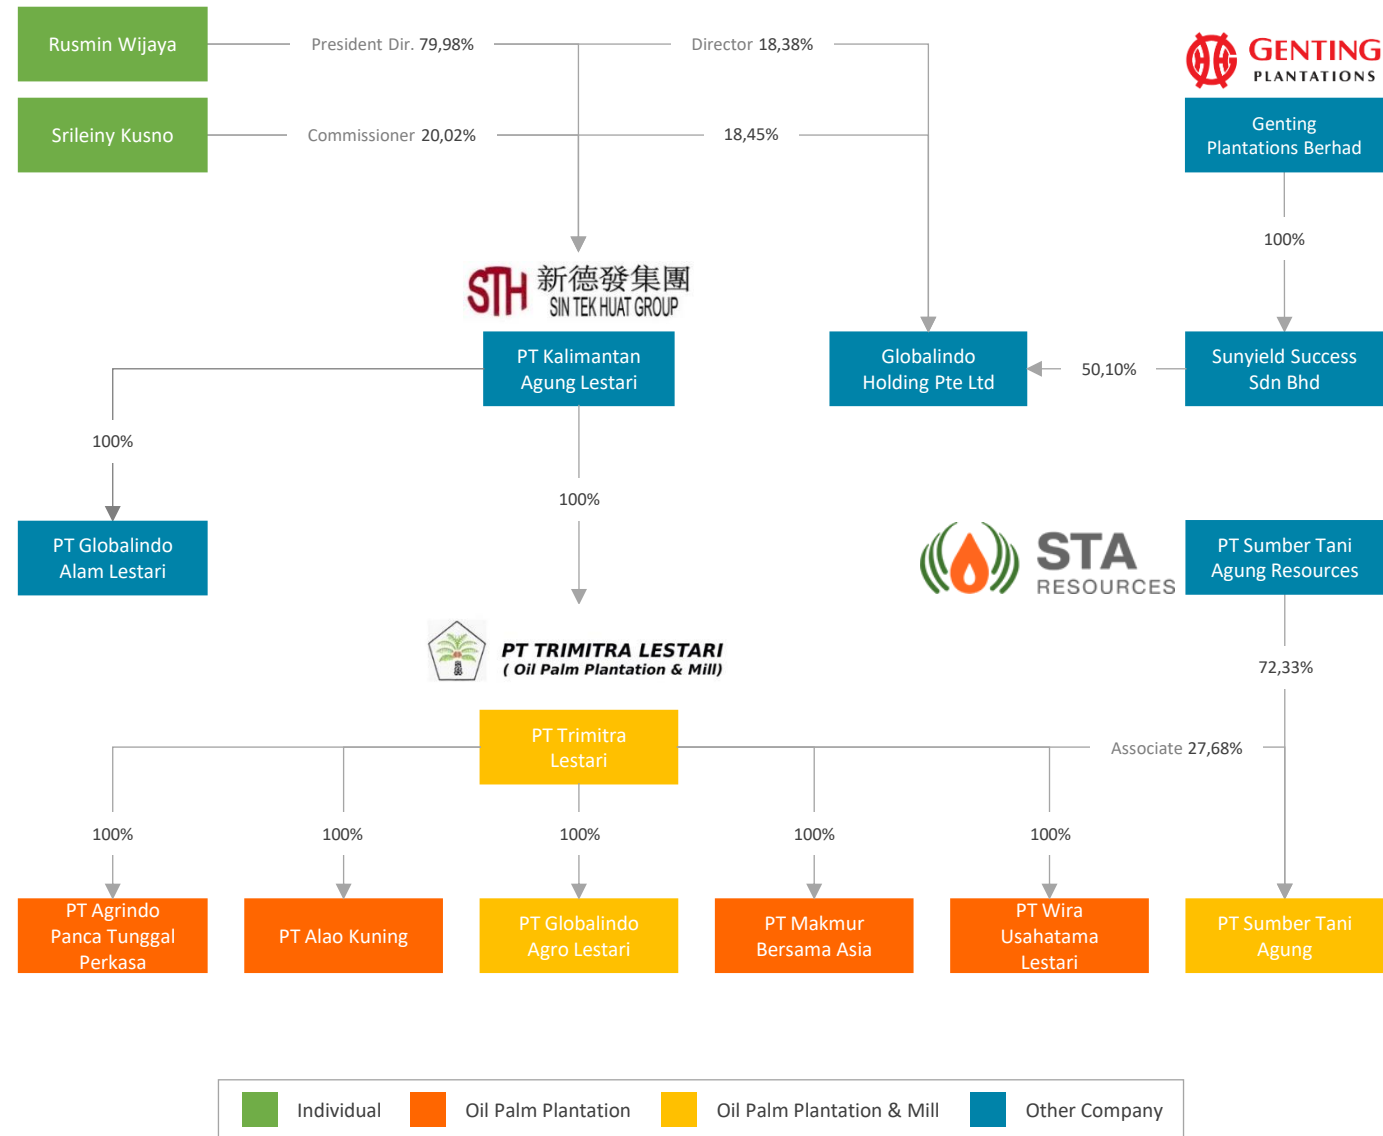 Rusmin Wijaya
President Dir. 79,98%
Director 18,38%
GENTING
PLANTATIONS
Srileiny Kusno
Commissioner 20,02%
18,45%
Genting
Plantations Berhad
100%
STH
新德發集團
SIN TEK HUAT GROUP
PT Kalimantan
Agung Lestari
Globalindo
Holding Pte Ltd
50,10%
Sunyield Success
Sdn Bhd
100%
100%
PT Globalindo
Alam Lestari
STA
RESOURCES
PT Sumber Tani
Agung Resources
PT TRIMITRA LESTARI
( Oil Palm Plantation & Mill)
72,33%
PT Trimitra
Lestari
Associate 27,68%
100%
100%
100%
100%
100%
PT Agrindo
Panca Tunggal
Perkasa
PT Alao Kuning
PT Globalindo
Agro Lestari
PT Makmur
Bersama Asia
PT Wira
Usahatama
Lestari
PT Sumber Tani
Agung
Individual
Oil Palm Plantation
Oil Palm Plantation & Mill
Other Company